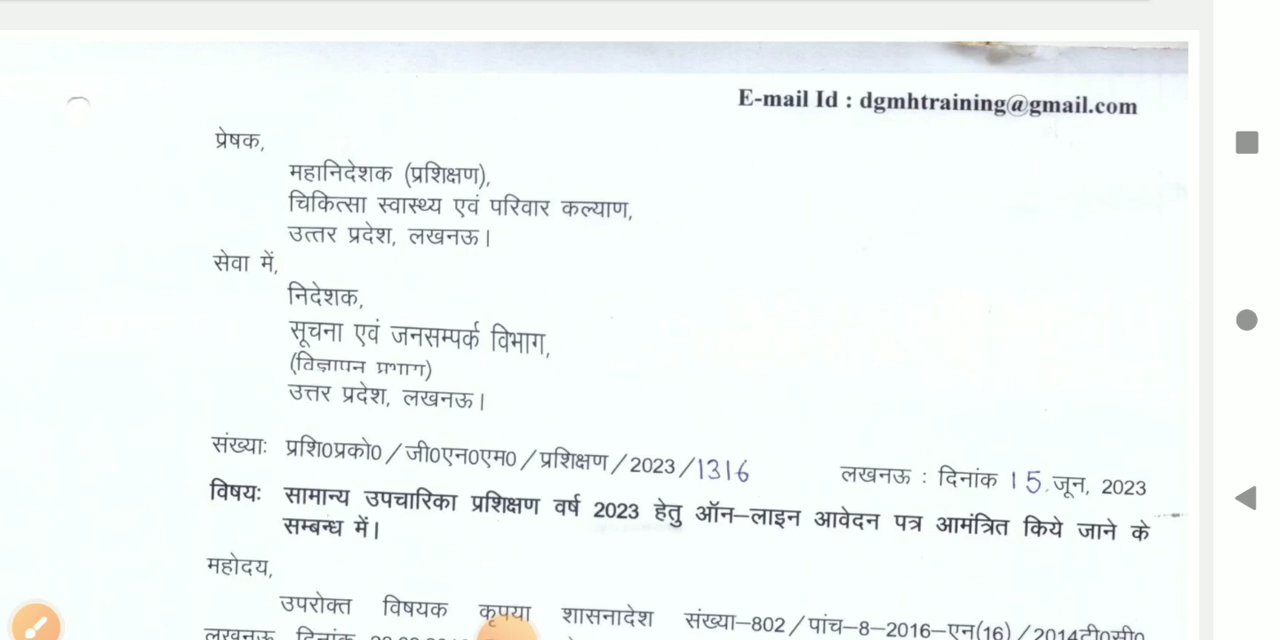 E-mail Id : dgmhtraining@gmail.com
प्रेषक,
महानिदेशक (प्रशिक्षण),
चिकित्सा स्वास्थ्य एवं परिवार कल्याण,
उत्तर प्रदेश, लखनऊ।
सेवा में,
निदेशक,
सूचना एवं जनसम्पर्क विभाग,
(विज्ञापन प्रभाग)
उत्तर प्रदेश, लखनऊ।
संख्याः प्रशि0प्रको0/जी0एन0एम0/प्रशिक्षण/2023/1316 लखनऊ : दिनांक 15 जून, 2023
विषयः सामान्य उपचारिका प्रशिक्षण वर्ष 2023 हेतु ऑन–लाइन आवेदन पत्र आमंत्रित किये जाने के
सम्बन्ध में।
महोदय,
उपरोक्त विषयक कृपया शासनादेश संख्या–802/पांच–8–2016–एन(16)/2014टी0सी0
लखनऊ दिनांक